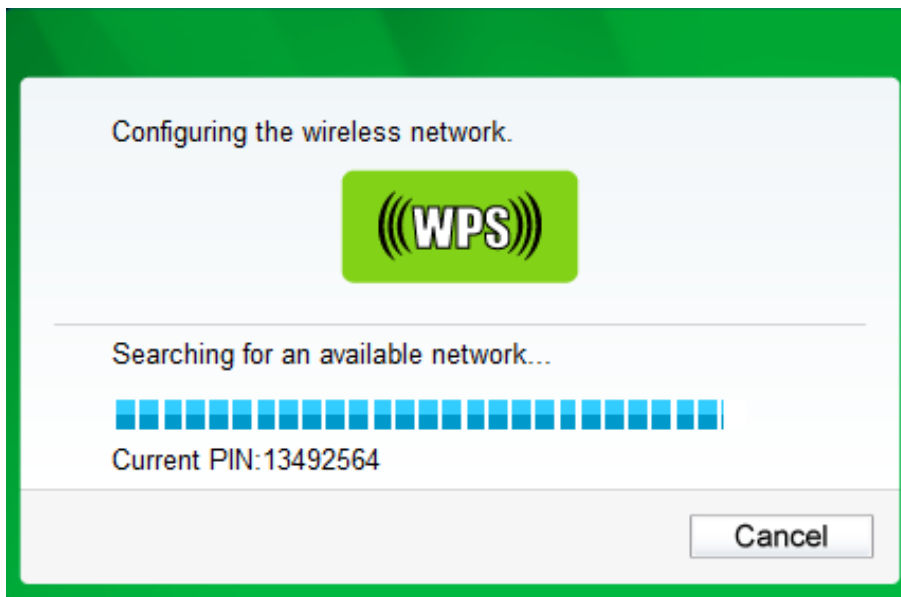 Configuring the wireless network.
WPS
Searching for an available network...
Current PIN:13492564
Cancel